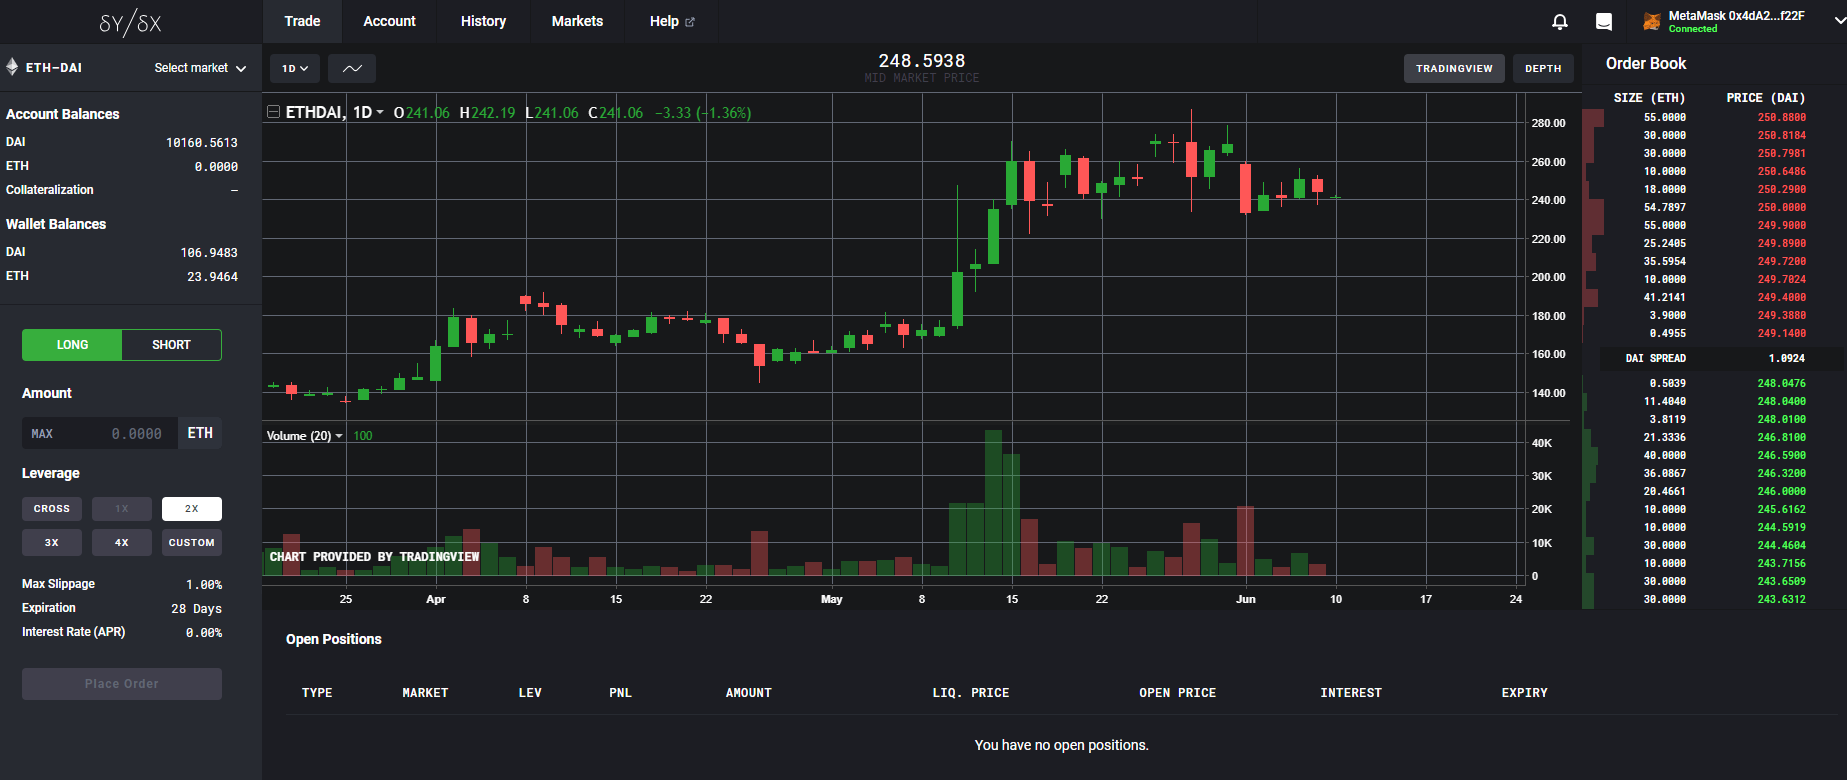 δY/δX
Trade Account History Markets Help
MetaMask 0x4dA2...f22F
Connected
ETH-DAI Select market
Account Balances
DAI 10160.5613
ETH 0.0000
Collateralization –
Wallet Balances
DAI 106.9483
ETH 23.9464
LONG SHORT
Amount
MAX 0.0000 ETH
Leverage
CROSS 1X 2X
3X 4X CUSTOM
Max Slippage 1.00%
Expiration 28 Days
Interest Rate (APR) 0.00%
Place Order
1D
248.5938
MID MARKET PRICE
TRADINGVIEW DEPTH
ETHDAI, 1D O241.06 H242.19 L241.06 C241.06 −3.33 (−1.36%)
280.00
260.00
240.00
220.00
200.00
180.00
160.00
140.00
Volume (20) 100
40K
30K
20K
10K
0
CHART PROVIDED BY TRADINGVIEW
25 Apr 8 15 22 May 8 15 22 Jun 10 17 24
Order Book
SIZE (ETH) PRICE (DAI)
55.0000 250.8800
30.0000 250.8184
30.0000 250.7981
10.0000 250.6486
18.0000 250.2900
54.7897 250.0000
55.0000 249.9000
25.2405 249.8900
35.5954 249.7200
10.0000 249.7024
41.2141 249.4000
3.9000 249.3880
0.4955 249.1400
DAI SPREAD 1.0924
0.5039 248.0476
11.4040 248.0400
3.8119 248.0100
21.3336 246.8100
40.0000 246.5900
36.0867 246.3200
20.4661 246.0000
10.0000 245.6162
10.0000 244.5919
30.0000 244.4604
10.0000 243.7156
30.0000 243.6509
30.0000 243.6312
Open Positions
TYPE MARKET LEV PNL AMOUNT LIQ. PRICE OPEN PRICE INTEREST EXPIRY
You have no open positions.